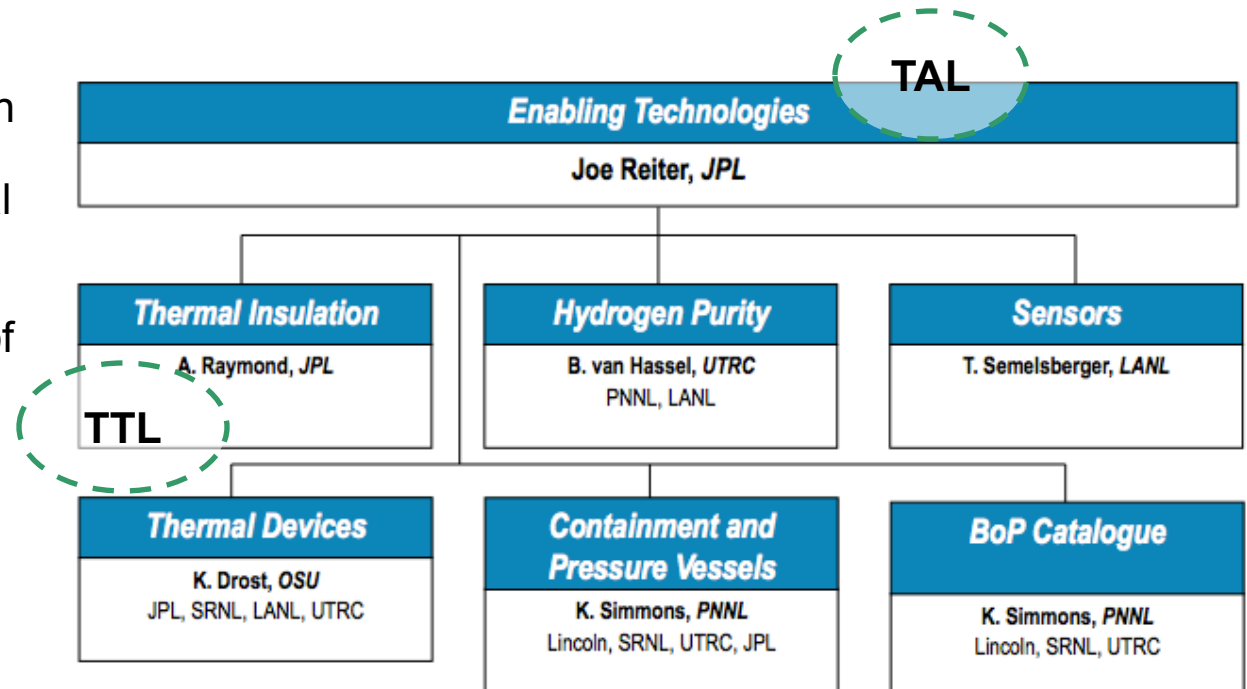 TAL
Enabling Technologies
Joe Reiter, JPL
Thermal Insulation
A. Raymond, JPL
TTL
Hydrogen Purity
B. van Hassel, UTRC
PNNL, LANL
Sensors
T. Semelsberger, LANL
Thermal Devices
K. Drost, OSU
JPL, SRNL, LANL, UTRC
Containment and
Pressure Vessels
K. Simmons, PNNL
Lincoln, SRNL, UTRC, JPL
BoP Catalogue
K. Simmons, PNNL
Lincoln, SRNL, UTRC